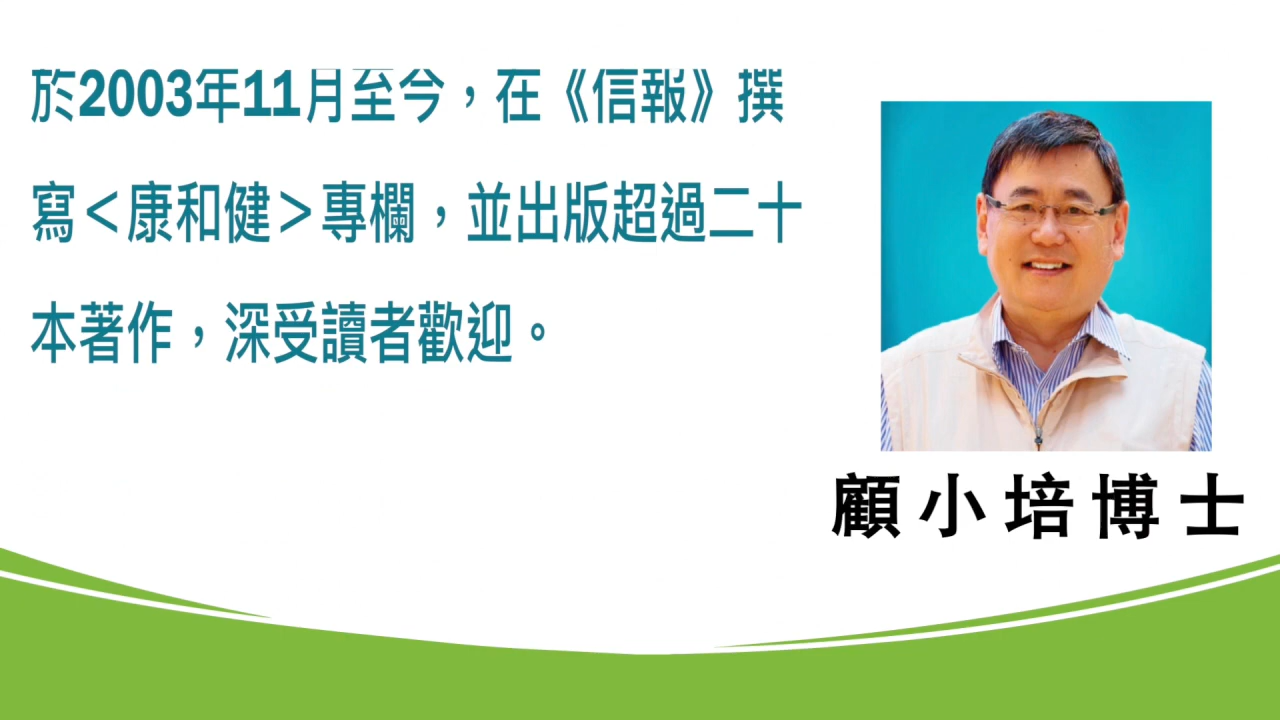 於2003年11月至今，在《信報》撰
寫＜康和健＞專欄，並出版超過二十
本著作，深受讀者歡迎。
顧小培博士